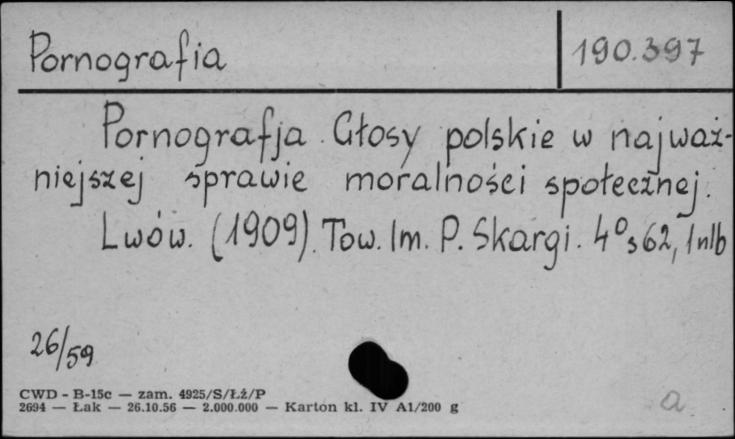 Pornografia 190.397
Pornografja. Głosy polskie w najważ-
niejszej sprawie moralności społecznej.
Lwów. (1909). Tow. Im. P. Skargi. 4⁰ s 62, 1 nlb
26/59
CWD - B-15c — zam. 4925/S/Łż/P
2694 — Łak — 26.10.56 — 2.000.000 — Karton kl. IV A1/200 g
a